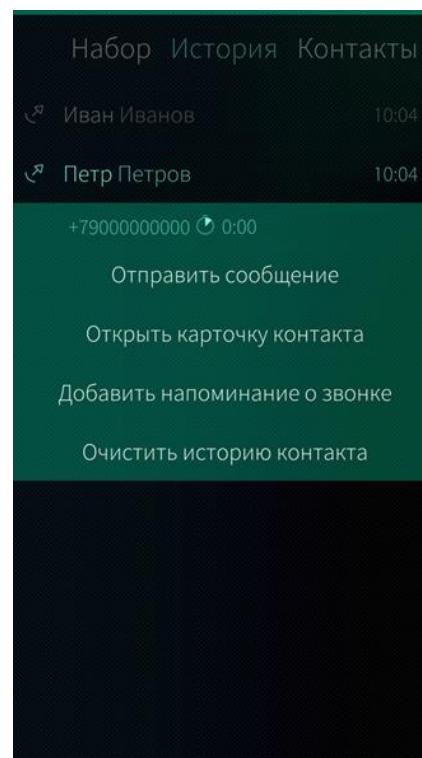 Набор История Контакты
Иван Иванов 10:04
Петр Петров 10:04
+79000000000 0:00
Отправить сообщение
Открыть карточку контакта
Добавить напоминание о звонке
Очистить историю контакта